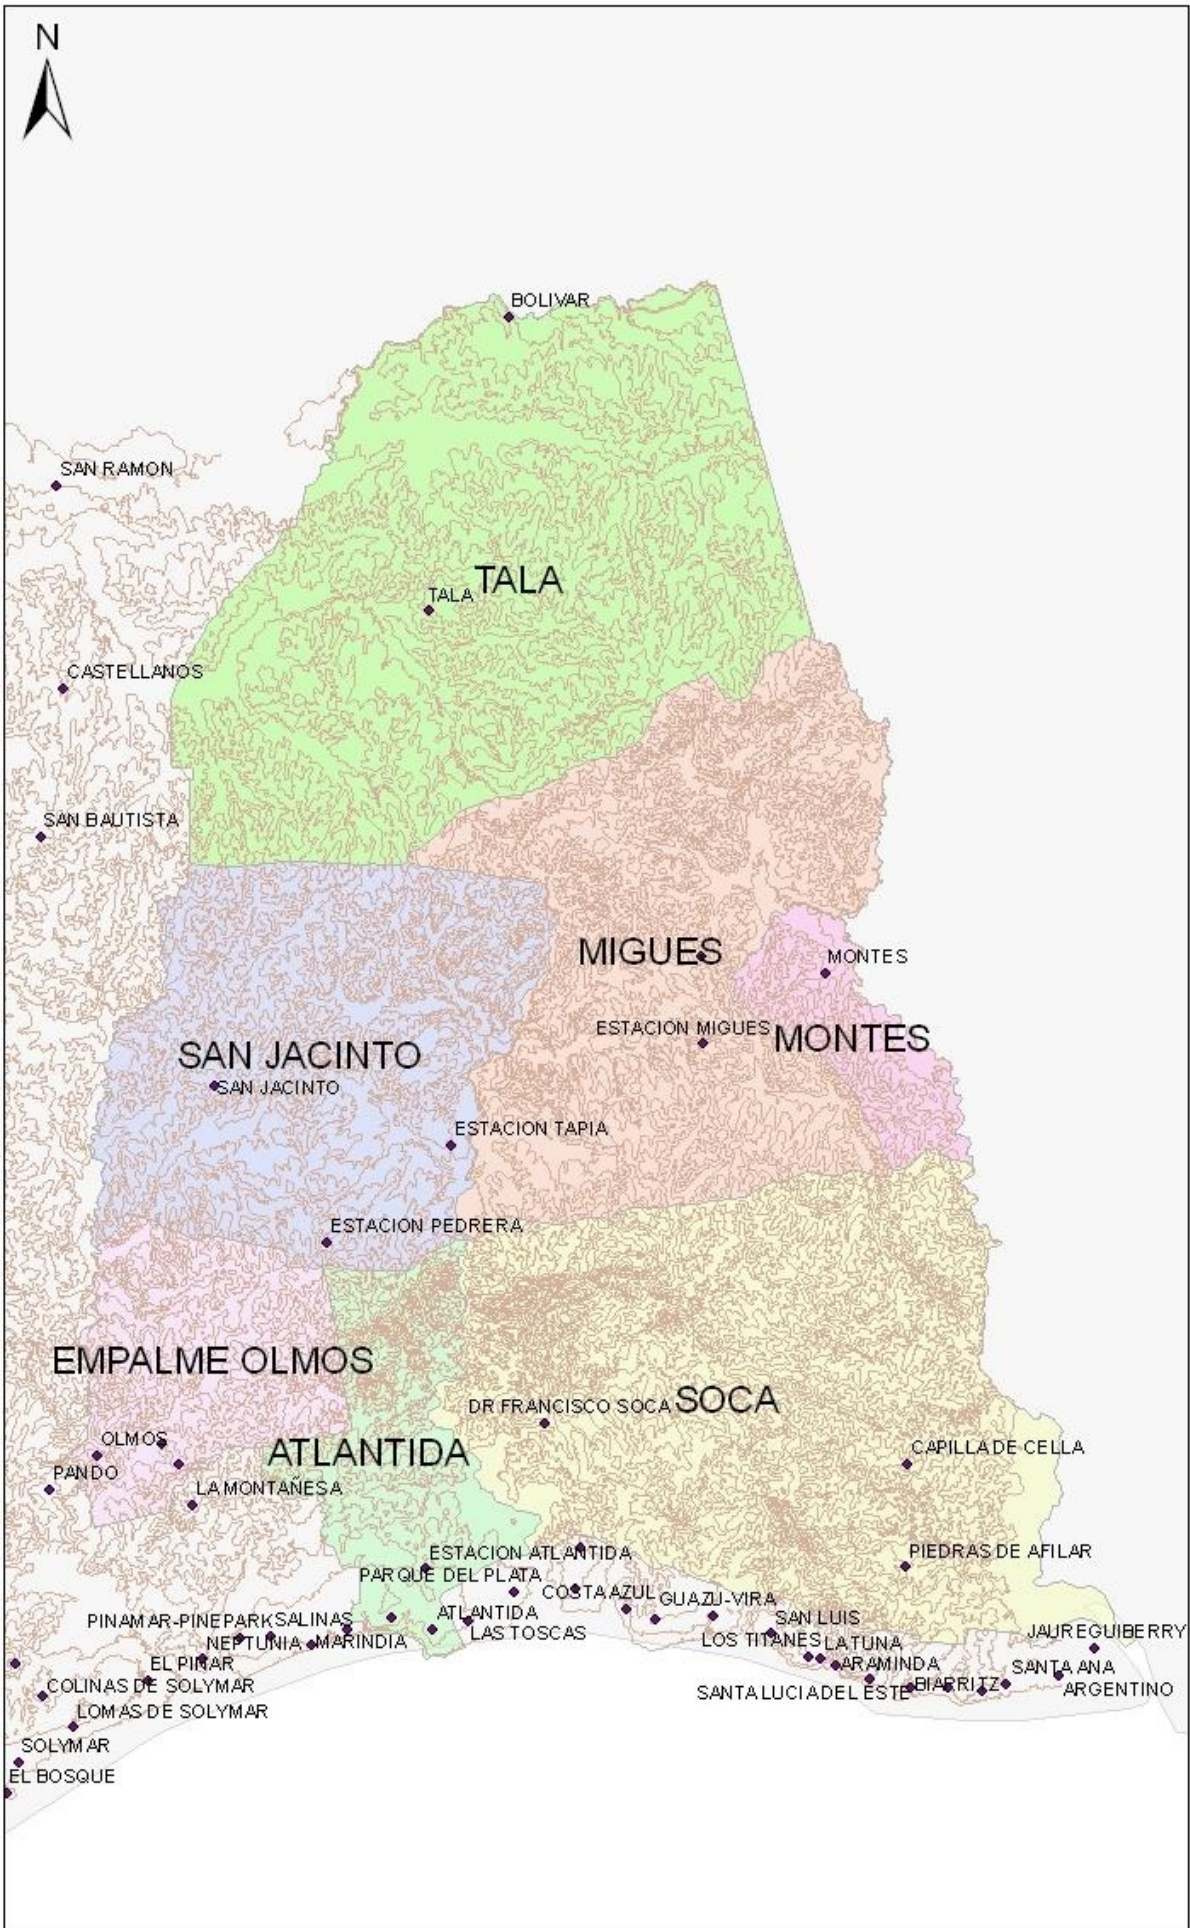 N
BOLIVAR
SAN RAMON
TALA
TALA
CASTELLANOS
SAN BAUTISTA
MIGUES
MONTES
ESTACION MIGUES
MONTES
SAN JACINTO
SAN JACINTO
ESTACION TAPIA
ESTACION PEDRERA
EMPALME OLMOS
DR FRANCISCO SOCA
SOCA
OLMOS
ATLANTIDA
CAPILLA DE CELLA
PANDO
LA MONTAÑESA
ESTACION ATLANTIDA
PIEDRAS DE AFILAR
PARQUE DEL PLATA
COSTA AZUL
GUAZU-VIRA
PINAMAR-PINEPARK
SALINAS
ATLANTIDA
SAN LUIS
LAS TOSCAS
JAUREGUIBERRY
NEPTUNIA
MARINDIA
LOS TITANES
LA TUNA
EL PINAR
ARAMINDA
SANTA ANA
COLINAS DE SOLYMAR
SANTA LUCIA DEL ESTE
BIARRITZ
ARGENTINO
LOMAS DE SOLYMAR
SOLYMAR
EL BOSQUE